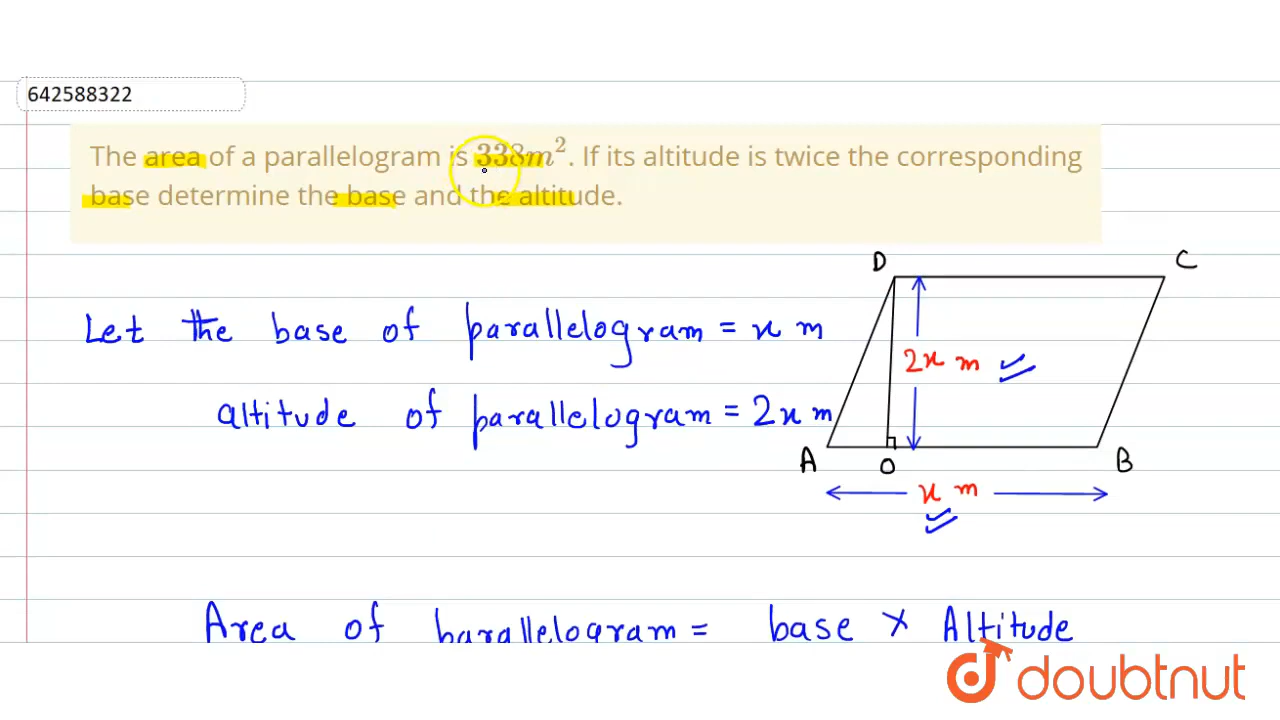 642588322
The area of a parallelogram is 338m². If its altitude is twice the corresponding
base determine the base and the altitude.
D C
Let the base of parallelogram = x m
2x m
altitude of parallelogram = 2x m
A O B
x m
Area of parallelogram = base × Altitude
doubtnut